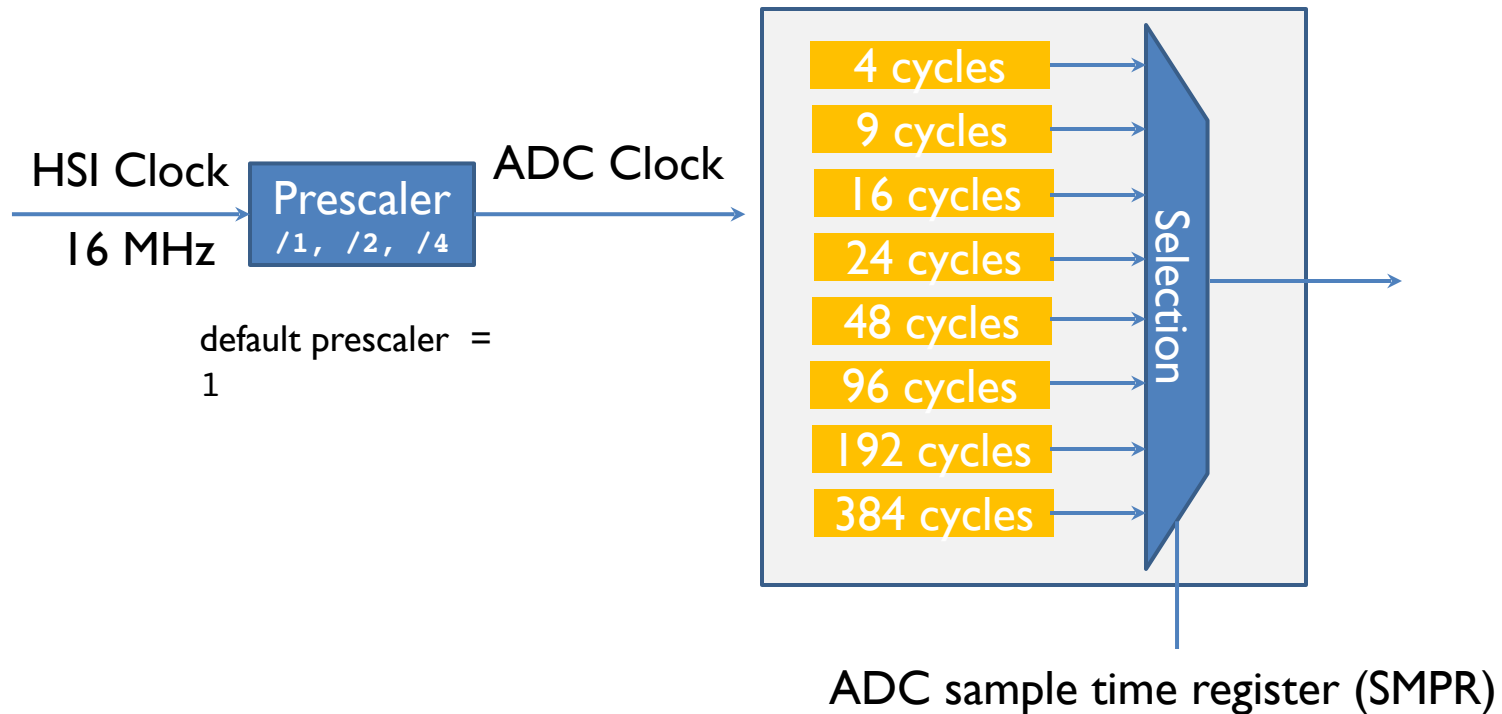 HSI Clock
16 MHz
Prescaler
/1, /2, /4
ADC Clock
default prescaler =
1
4 cycles
9 cycles
16 cycles
24 cycles
48 cycles
96 cycles
192 cycles
384 cycles
Selection
ADC sample time register (SMPR)